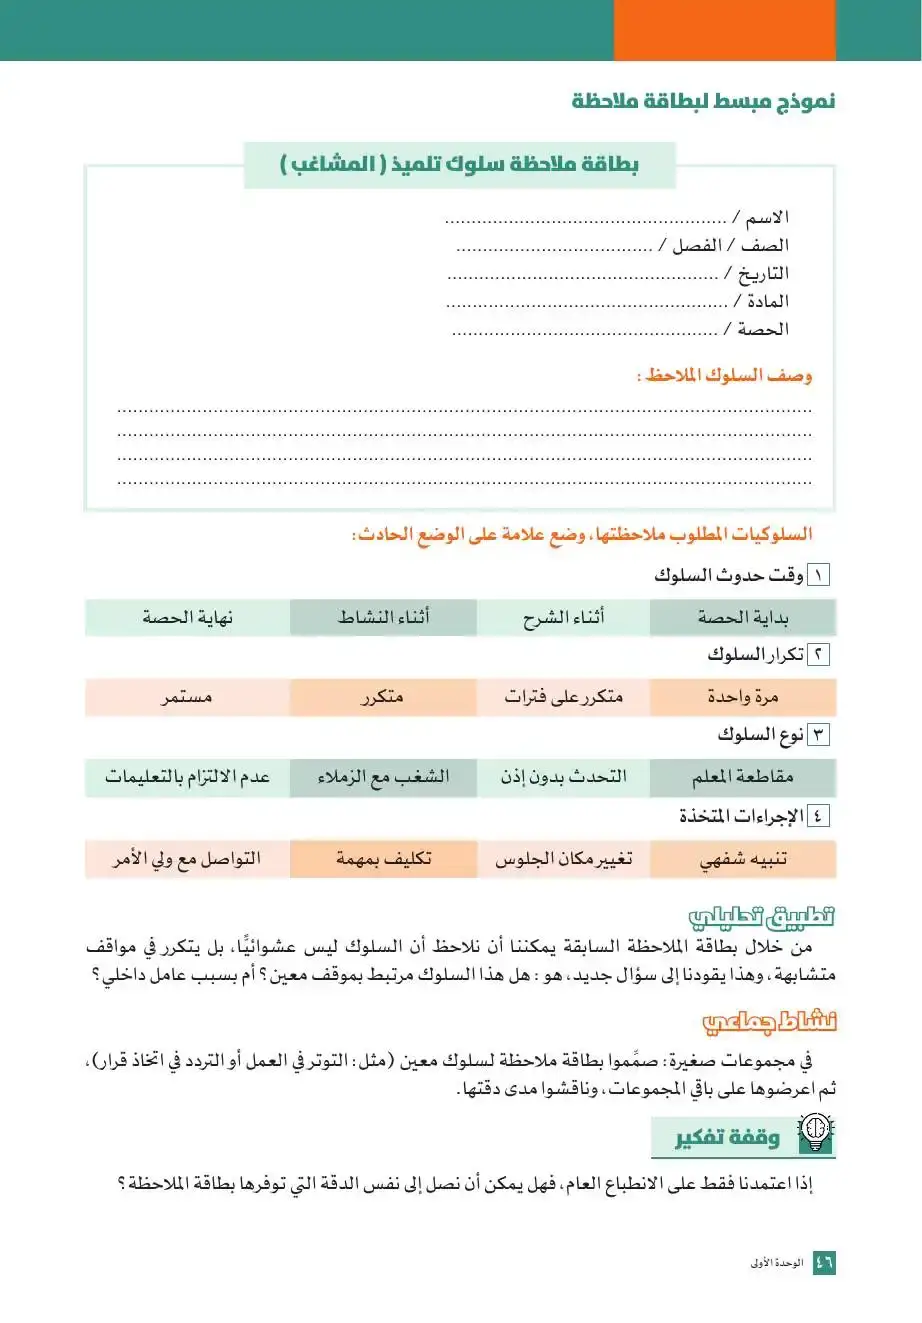 نموذج مبسط لبطاقة ملاحظة
بطاقة ملاحظة سلوك تلميذ ( المشاغب )
الاسم / .....................................................
الصف / الفصل / .....................................
التاريخ / ...................................................
المادة / .....................................................
الحصة / ..................................................
وصف السلوك الملاحظ :
....................................................................................................................................
....................................................................................................................................
....................................................................................................................................
....................................................................................................................................
السلوكيات المطلوب ملاحظتها، وضع علامة على الوضع الحادث:
١ وقت حدوث السلوك
بداية الحصة أثناء الشرح أثناء النشاط نهاية الحصة
٢ تكرار السلوك
مرة واحدة متكرر على فترات متكرر مستمر
٣ نوع السلوك
مقاطعة المعلم التحدث بدون إذن الشغب مع الزملاء عدم الالتزام بالتعليمات
٤ الإجراءات المتخذة
تنبيه شفهي تغيير مكان الجلوس تكليف بمهمة التواصل مع ولي الأمر
تطبيق تحليلي
من خلال بطاقة الملاحظة السابقة يمكننا أن نلاحظ أن السلوك ليس عشوائيًّا، بل يتكرر في مواقف
متشابهة، وهذا يقودنا إلى سؤال جديد، هو : هل هذا السلوك مرتبط بموقف معين؟ أم بسبب عامل داخلي؟
نشاط جماعي
في مجموعات صغيرة: صمِّموا بطاقة ملاحظة لسلوك معين (مثل: التوتر في العمل أو التردد في اتخاذ قرار)،
ثم اعرضوها على باقي المجموعات، وناقشوا مدى دقتها.
وقفة تفكير
إذا اعتمدنا فقط على الانطباع العام، فهل يمكن أن نصل إلى نفس الدقة التي توفرها بطاقة الملاحظة؟
٤٦ الوحدة الأولى